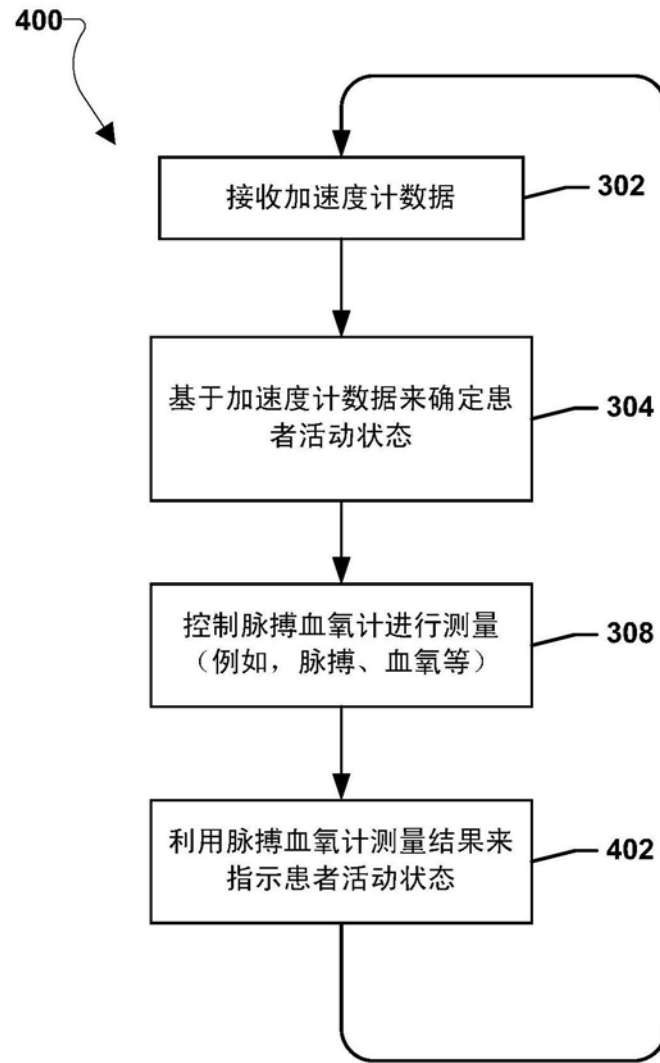 400
接收加速度计数据
302
基于加速度计数据来确定患
者活动状态
304
控制脉搏血氧计进行测量
（例如，脉搏、血氧等）
308
利用脉搏血氧计测量结果来
指示患者活动状态
402